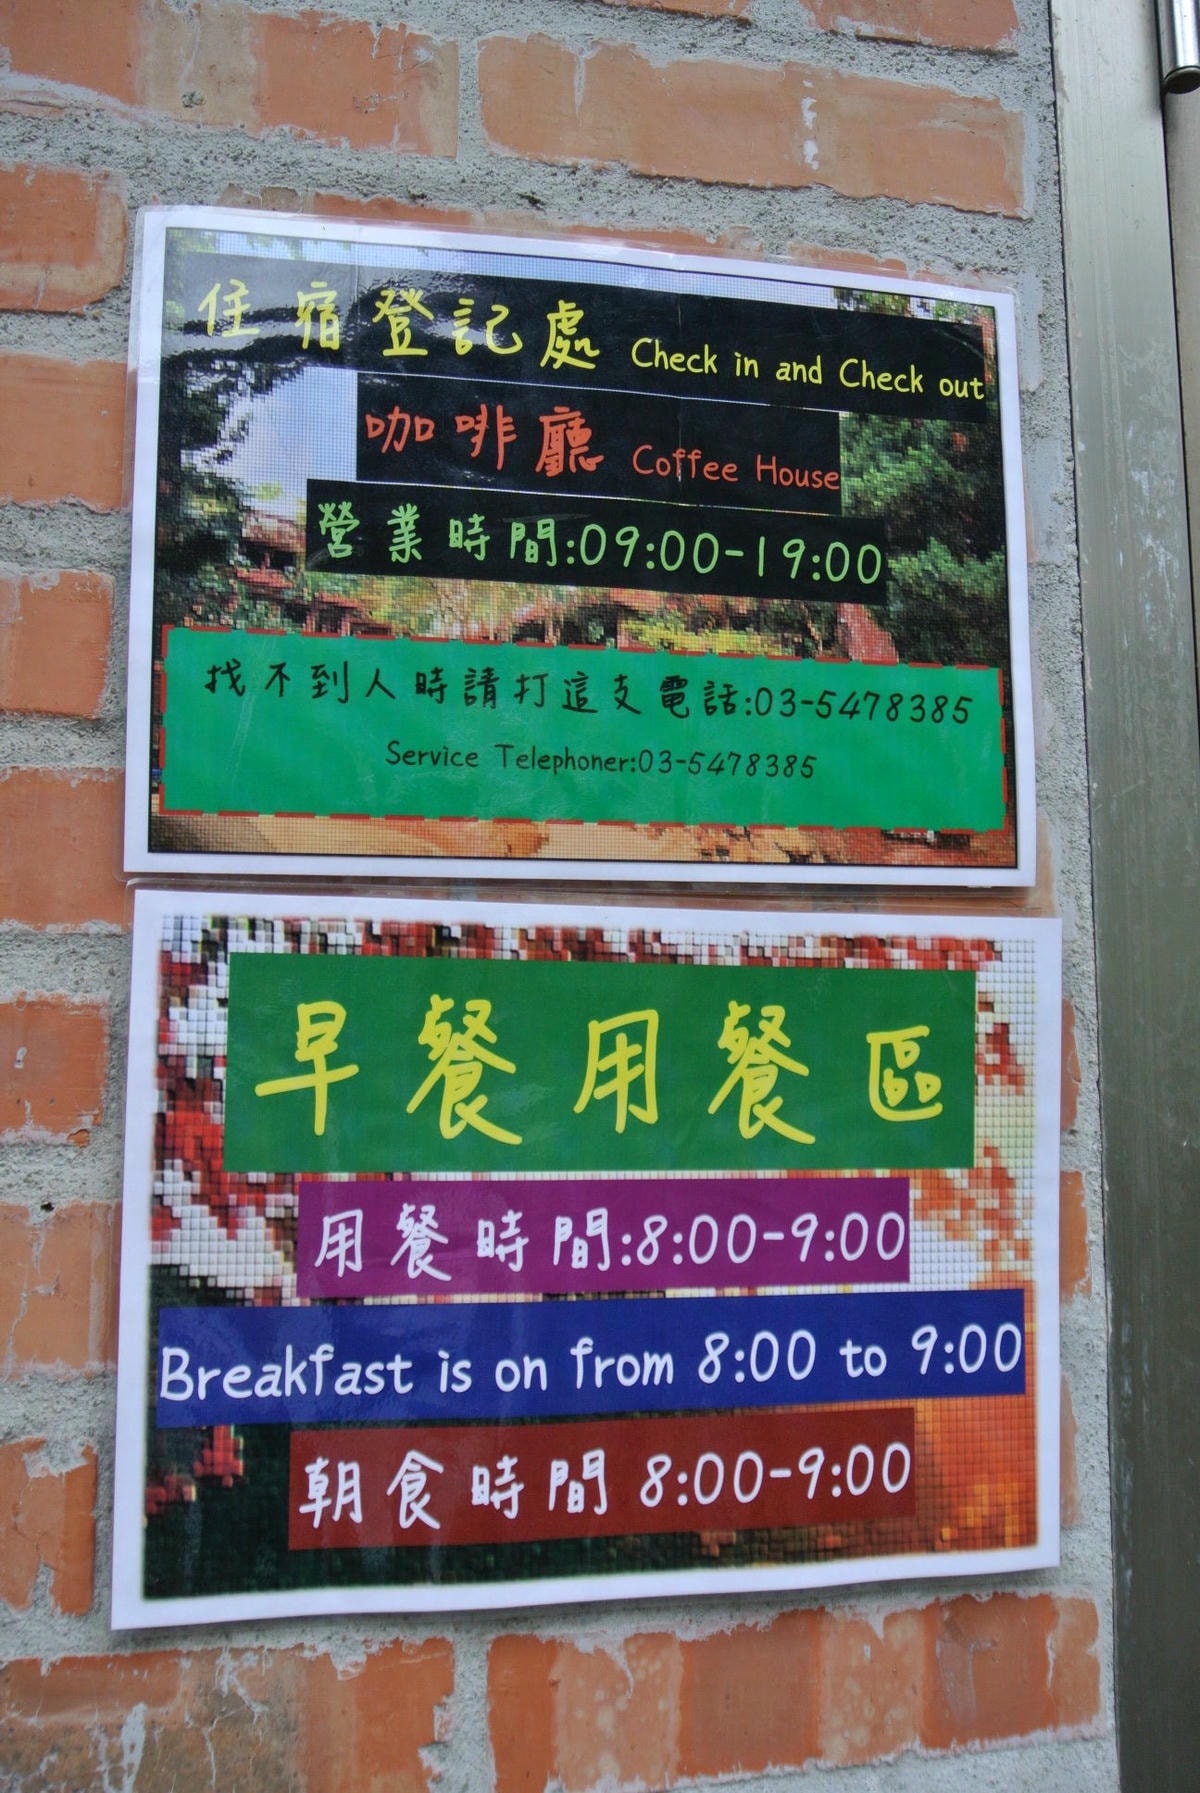 住宿登記處 Check in and Check out
咖啡廳 Coffee House
營業時間:09:00-19:00
找不到人時請打這支電話:03-5478385
Service Telephoner:03-5478385
早餐用餐區
用餐時間:8:00-9:00
Breakfast is on from 8:00 to 9:00
朝食時間 8:00-9:00